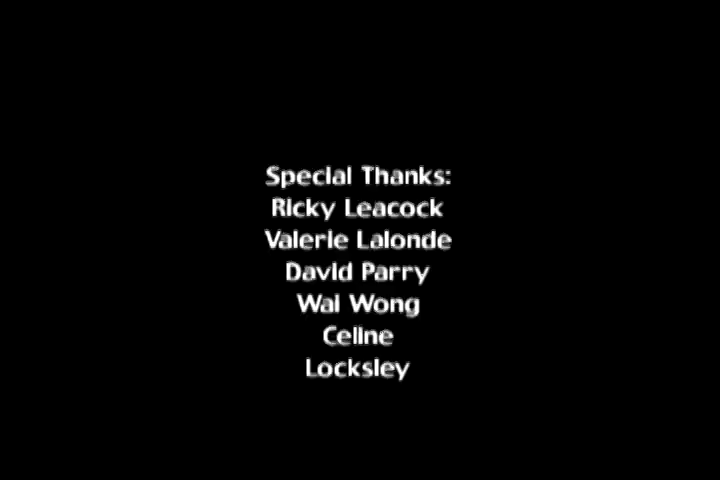 Special Thanks:
Ricky Leacock
Valerie Lalonde
David Parry
Wai Wong
Celine
Locksley